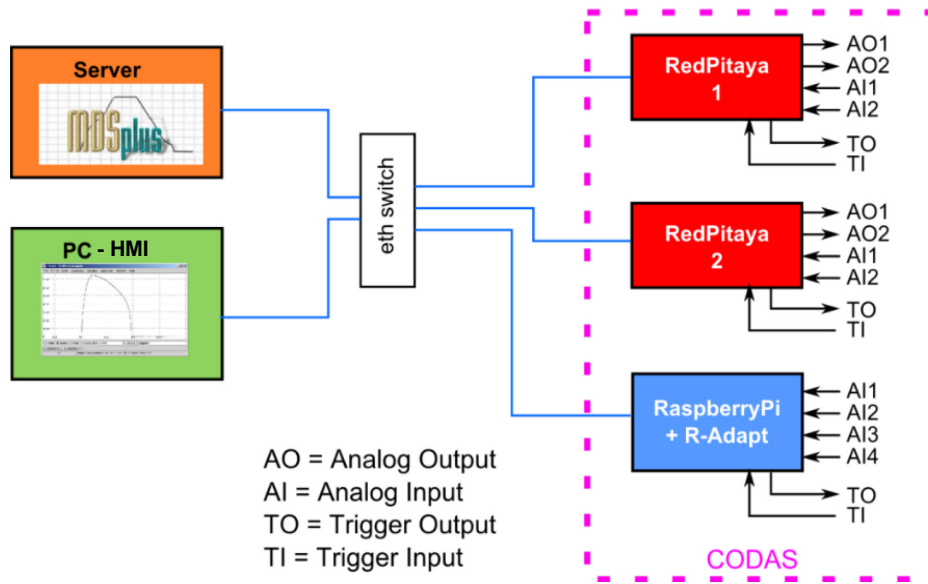 Server
MDSplus
PC - HMI
eth switch
RedPitaya
1
AO1
AO2
AI1
AI2
TO
TI
RedPitaya
2
AO1
AO2
AI1
AI2
TO
TI
RaspberryPi
+ R-Adapt
AI1
AI2
AI3
AI4
TO
TI
AO = Analog Output
AI = Analog Input
TO = Trigger Output
TI = Trigger Input
CODAS